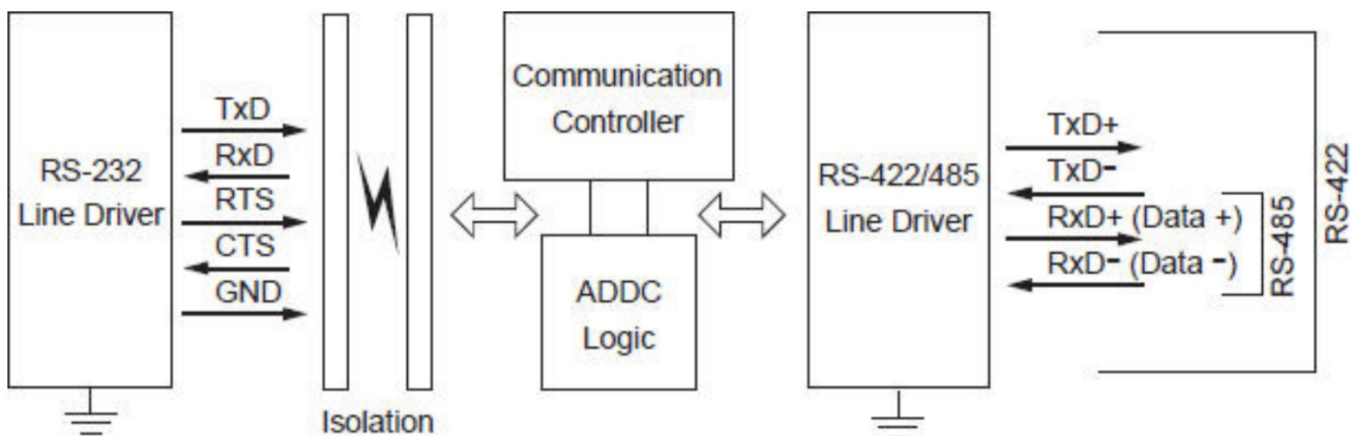 RS-232
Line Driver
TxD
RxD
RTS
CTS
GND
Isolation
Communication
Controller
ADDC
Logic
RS-422/485
Line Driver
TxD+
TxD-
RxD+ (Data +)
RxD- (Data -)
RS-485
RS-422